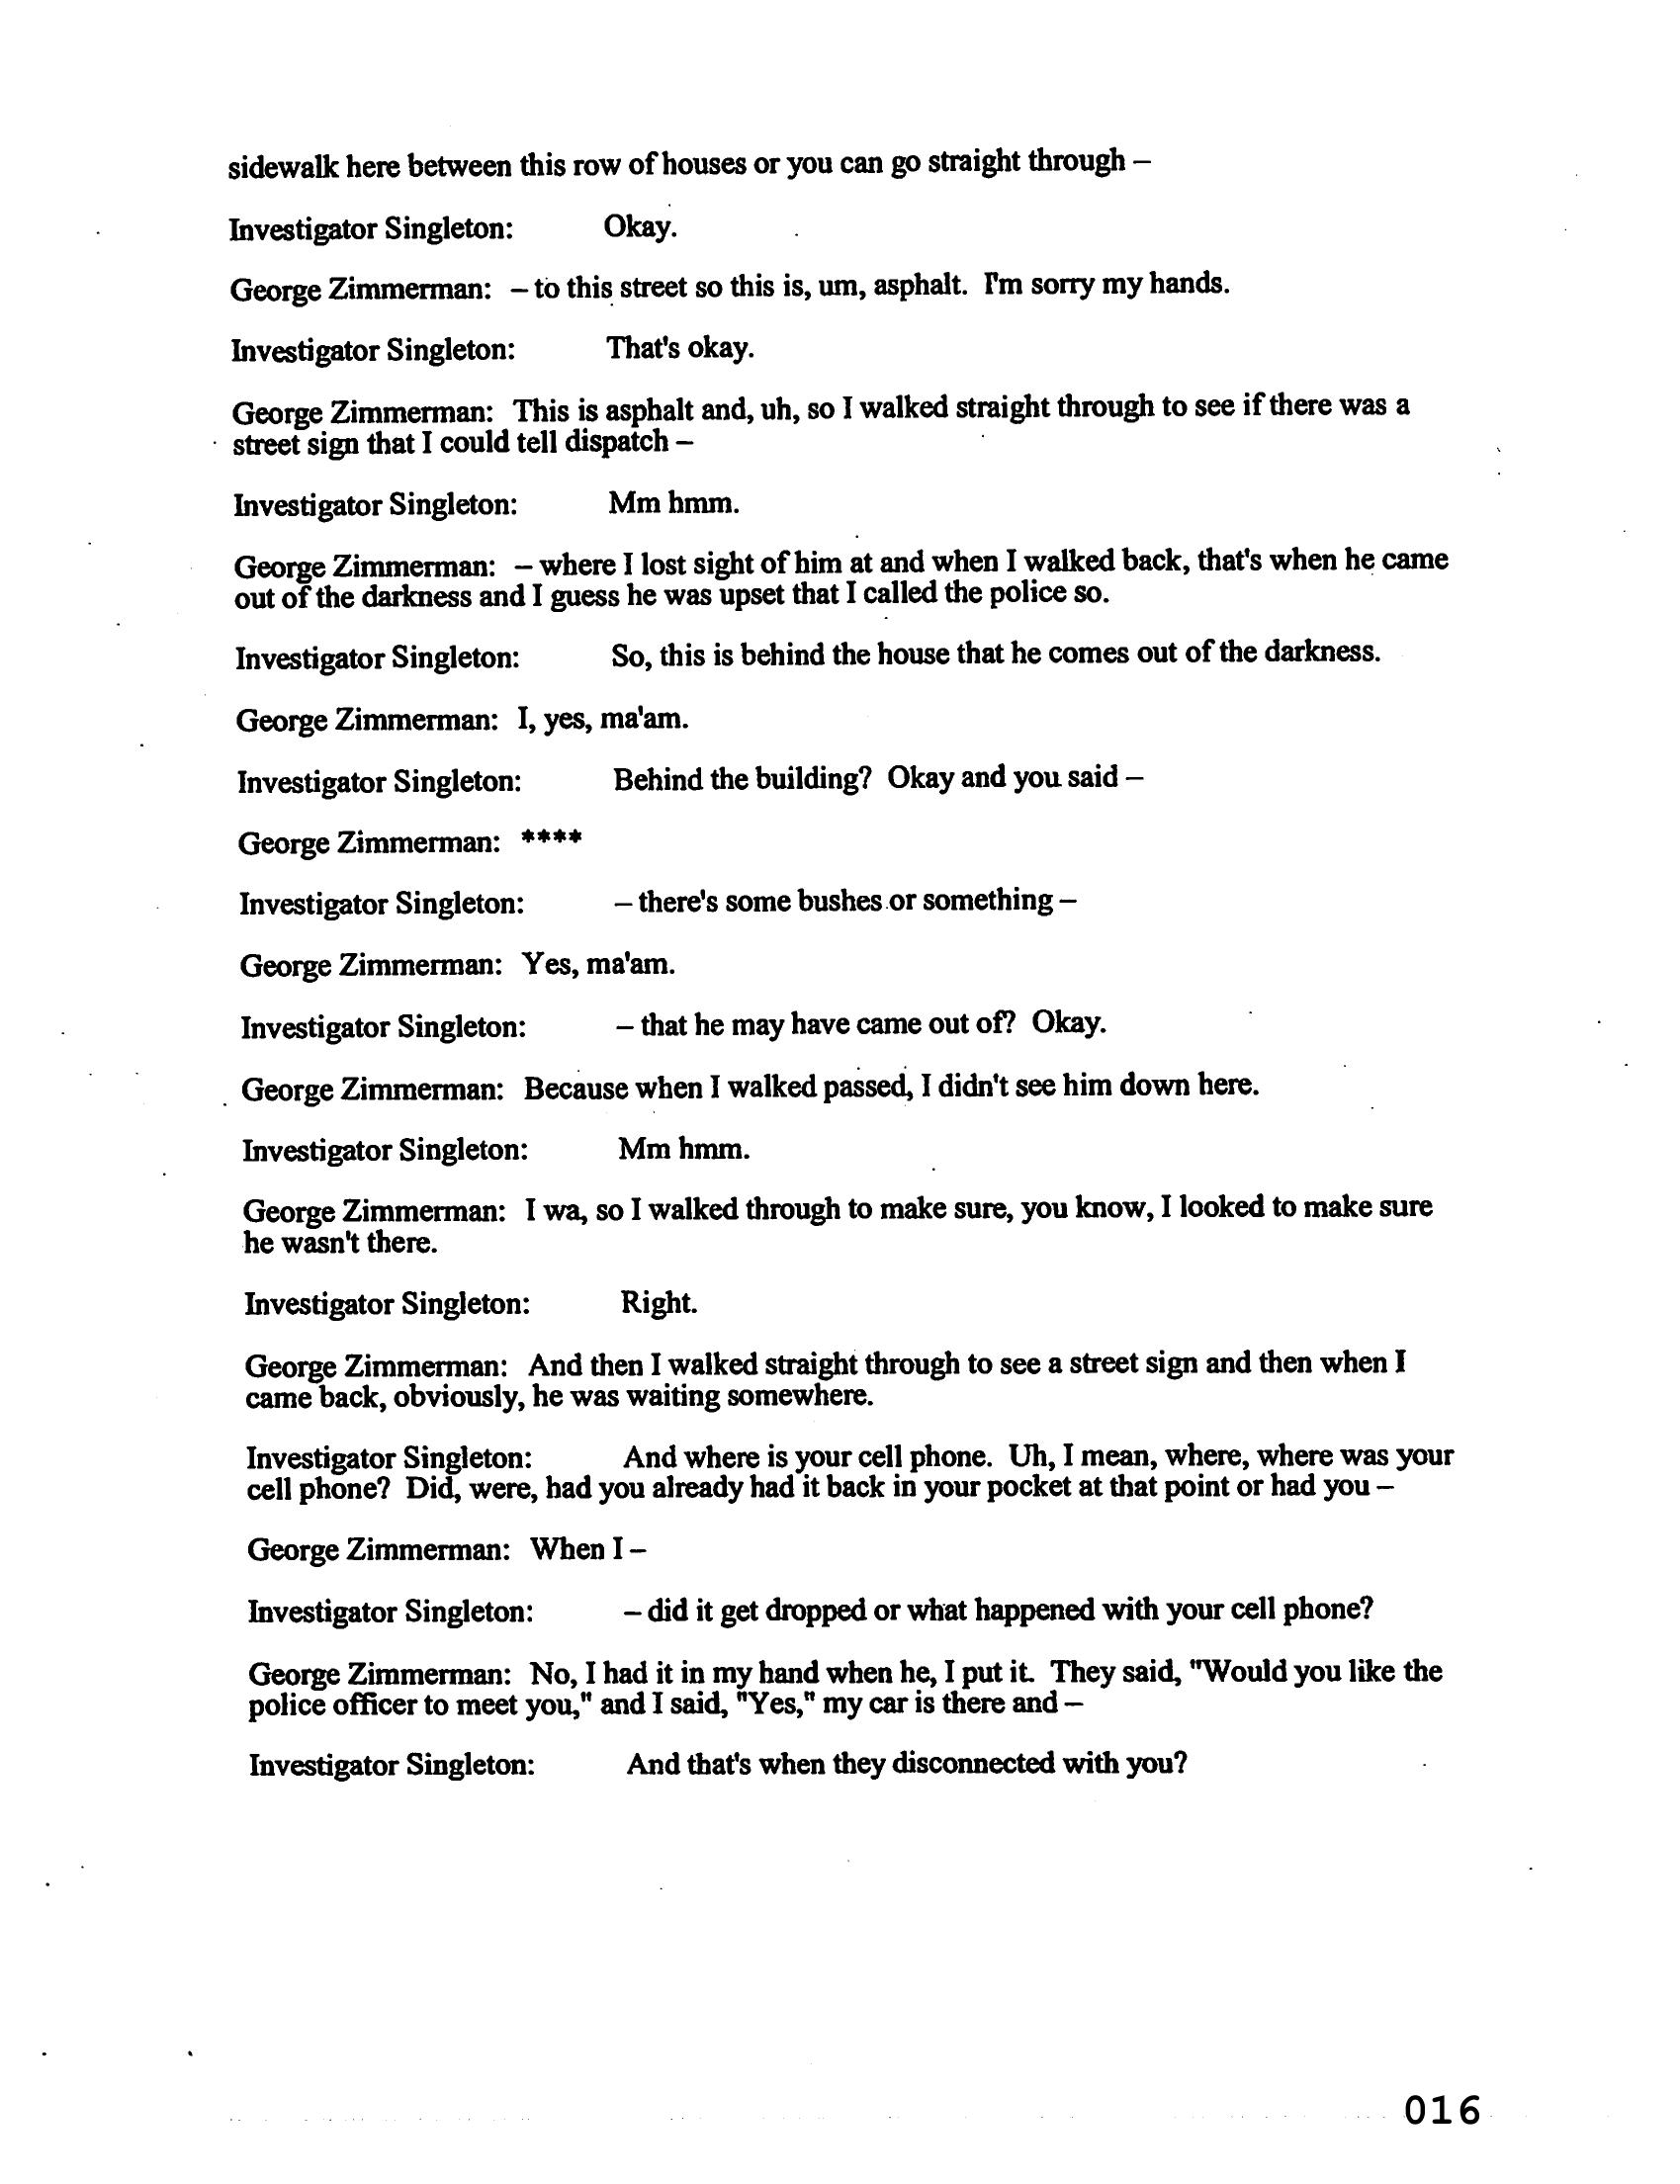 sidewalk here between this row of houses or you can go straight through –
Investigator Singleton: Okay.
George Zimmerman: – to this street so this is, um, asphalt. I'm sorry my hands.
Investigator Singleton: That's okay.
George Zimmerman: This is asphalt and, uh, so I walked straight through to see if there was a
street sign that I could tell dispatch –
Investigator Singleton: Mm hmm.
George Zimmerman: – where I lost sight of him at and when I walked back, that's when he came
out of the darkness and I guess he was upset that I called the police so.
Investigator Singleton: So, this is behind the house that he comes out of the darkness.
George Zimmerman: I, yes, ma'am.
Investigator Singleton: Behind the building? Okay and you said –
George Zimmerman: ****
Investigator Singleton: – there's some bushes or something –
George Zimmerman: Yes, ma'am.
Investigator Singleton: – that he may have came out of? Okay.
George Zimmerman: Because when I walked passed, I didn't see him down here.
Investigator Singleton: Mm hmm.
George Zimmerman: I wa, so I walked through to make sure, you know, I looked to make sure
he wasn't there.
Investigator Singleton: Right.
George Zimmerman: And then I walked straight through to see a street sign and then when I
came back, obviously, he was waiting somewhere.
Investigator Singleton: And where is your cell phone. Uh, I mean, where, where was your
cell phone? Did, were, had you already had it back in your pocket at that point or had you –
George Zimmerman: When I –
Investigator Singleton: – did it get dropped or what happened with your cell phone?
George Zimmerman: No, I had it in my hand when he, I put it. They said, "Would you like the
police officer to meet you," and I said, "Yes," my car is there and –
Investigator Singleton: And that's when they disconnected with you?
016